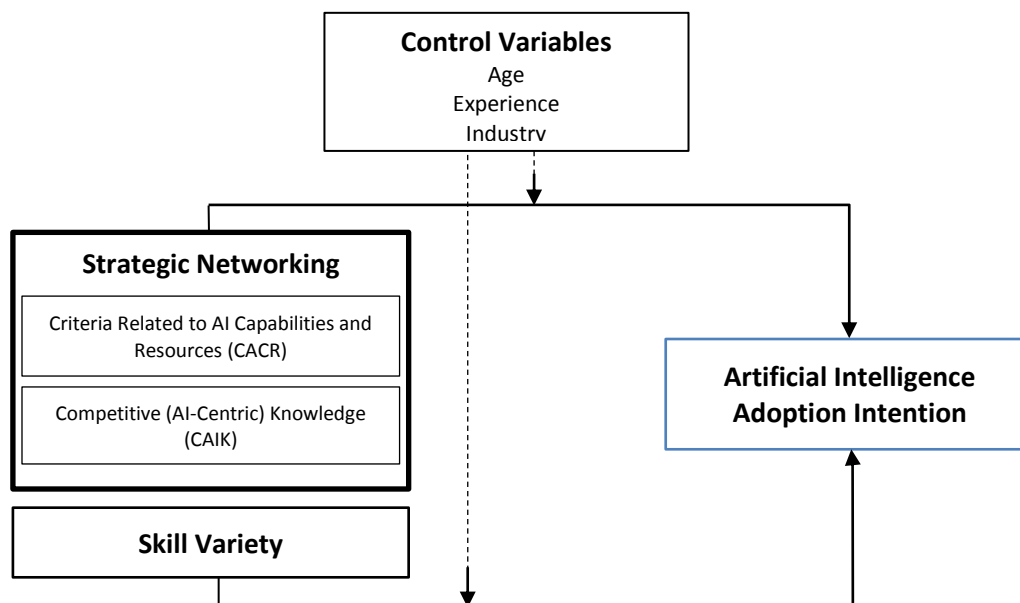 Control Variables
Age
Experience
Industry
Strategic Networking
Criteria Related to AI Capabilities and
Resources (CACR)
Competitive (AI-Centric) Knowledge
(CAIK)
Artificial Intelligence
Adoption Intention
Skill Variety